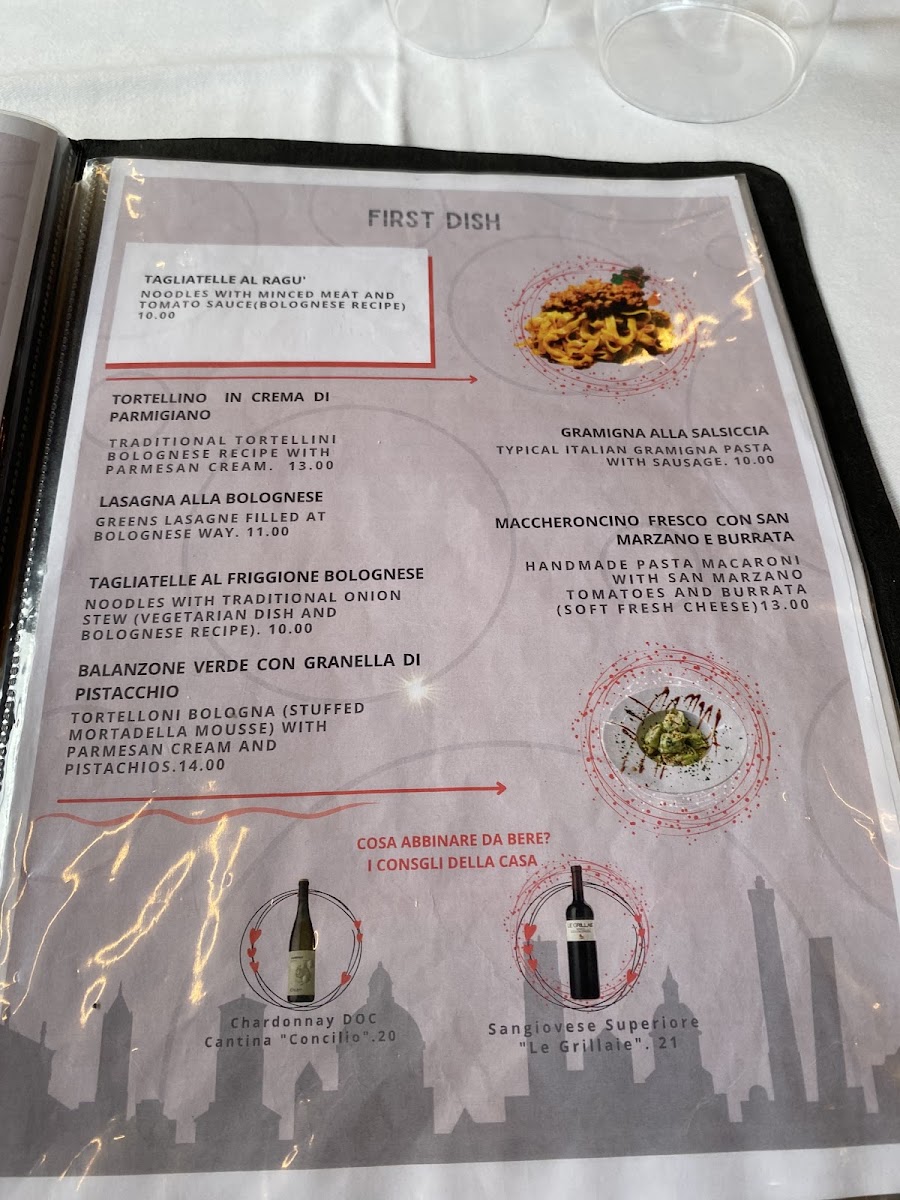 FIRST DISH
TAGLIATELLE AL RAGU'
NOODLES WITH MINCED MEAT AND
TOMATO SAUCE(BOLOGNESE RECIPE)
10.00
TORTELLINO IN CREMA DI
PARMIGIANO
TRADITIONAL TORTELLINI
BOLOGNESE RECIPE WITH
PARMESAN CREAM. 13.00
LASAGNA ALLA BOLOGNESE
GREENS LASAGNE FILLED AT
BOLOGNESE WAY. 11.00
TAGLIATELLE AL FRIGGIONE BOLOGNESE
NOODLES WITH TRADITIONAL ONION
STEW (VEGETARIAN DISH AND
BOLOGNESE RECIPE). 10.00
BALANZONE VERDE CON GRANELLA DI
PISTACCHIO
TORTELLONI BOLOGNA (STUFFED
MORTADELLA MOUSSE) WITH
PARMESAN CREAM AND
PISTACHIOS.14.00
GRAMIGNA ALLA SALSICCIA
TYPICAL ITALIAN GRAMIGNA PASTA
WITH SAUSAGE. 10.00
MACCHERONCINO FRESCO CON SAN
MARZANO E BURRATA
HANDMADE PASTA MACARONI
WITH SAN MARZANO
TOMATOES AND BURRATA
(SOFT FRESH CHEESE)13.00
COSA ABBINARE DA BERE?
I CONSGLI DELLA CASA
LE GRILLAIE
Chardonnay DOC
Cantina "Concilio".20
Sangiovese Superiore
"Le Grillaie". 21